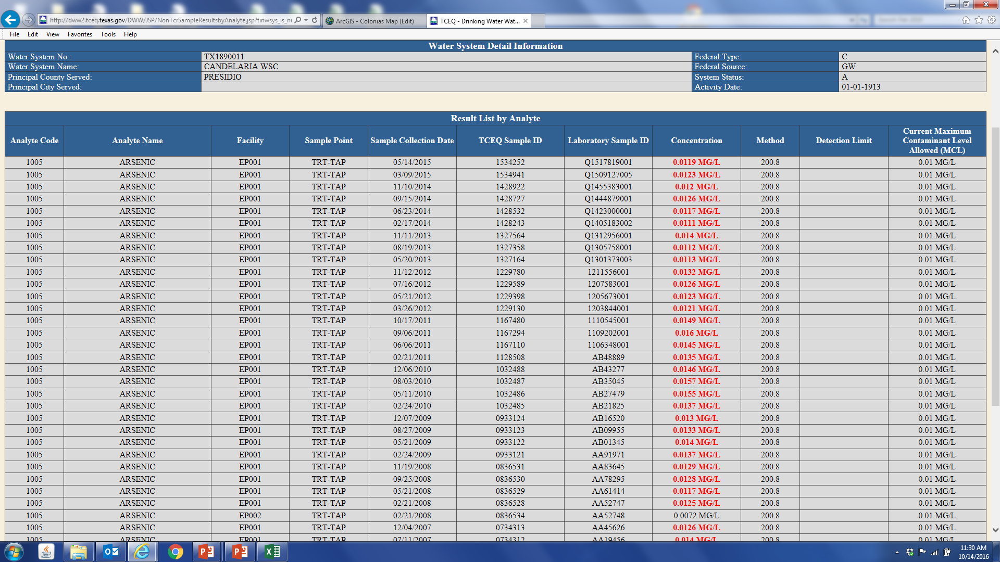 http://dww2.tceq.texas.gov/DWW/JSP/NonTcrSampleResultsbyAnalyte.jsp?tinwsys_is_nu
ArcGIS - Colonias Map (Edit)
TCEQ - Drinking Water Wat...
File Edit View Favorites Tools Help
Water System Detail Information
Water System No.: TX1890011 Federal Type: C
Water System Name: CANDELARIA WSC Federal Source: GW
Principal County Served: PRESIDIO System Status: A
Principal City Served: Activity Date: 01-01-1913
Result List by Analyte
Analyte Code Analyte Name Facility Sample Point Sample Collection Date TCEQ Sample ID Laboratory Sample ID Concentration Method Detection Limit Current Maximum Contaminant Level Allowed (MCL)
1005 ARSENIC EP001 TRT-TAP 05/14/2015 1534252 Q1517819001 0.0119 MG/L 200.8 0.01 MG/L
1005 ARSENIC EP001 TRT-TAP 03/09/2015 1534941 Q1509127005 0.0123 MG/L 200.8 0.01 MG/L
1005 ARSENIC EP001 TRT-TAP 11/10/2014 1428922 Q1455383001 0.012 MG/L 200.8 0.01 MG/L
1005 ARSENIC EP001 TRT-TAP 09/15/2014 1428727 Q1444879001 0.0126 MG/L 200.8 0.01 MG/L
1005 ARSENIC EP001 TRT-TAP 06/23/2014 1428532 Q1423000001 0.0117 MG/L 200.8 0.01 MG/L
1005 ARSENIC EP001 TRT-TAP 02/17/2014 1428243 Q1405183002 0.0111 MG/L 200.8 0.01 MG/L
1005 ARSENIC EP001 TRT-TAP 11/11/2013 1327564 Q1312956001 0.014 MG/L 200.8 0.01 MG/L
1005 ARSENIC EP001 TRT-TAP 08/19/2013 1327358 Q1305758001 0.0112 MG/L 200.8 0.01 MG/L
1005 ARSENIC EP001 TRT-TAP 05/20/2013 1327164 Q1301373003 0.0113 MG/L 200.8 0.01 MG/L
1005 ARSENIC EP001 TRT-TAP 11/12/2012 1229780 1211556001 0.0132 MG/L 200.8 0.01 MG/L
1005 ARSENIC EP001 TRT-TAP 07/16/2012 1229589 1207583001 0.0126 MG/L 200.8 0.01 MG/L
1005 ARSENIC EP001 TRT-TAP 05/21/2012 1229398 1205673001 0.0123 MG/L 200.8 0.01 MG/L
1005 ARSENIC EP001 TRT-TAP 03/26/2012 1229130 1203844001 0.0121 MG/L 200.8 0.01 MG/L
1005 ARSENIC EP001 TRT-TAP 10/17/2011 1167480 1110545001 0.0149 MG/L 200.8 0.01 MG/L
1005 ARSENIC EP001 TRT-TAP 09/06/2011 1167294 1109202001 0.016 MG/L 200.8 0.01 MG/L
1005 ARSENIC EP001 TRT-TAP 06/06/2011 1167110 1106348001 0.0145 MG/L 200.8 0.01 MG/L
1005 ARSENIC EP001 TRT-TAP 02/21/2011 1128508 AB48889 0.0135 MG/L 200.8 0.01 MG/L
1005 ARSENIC EP001 TRT-TAP 12/06/2010 1032488 AB43277 0.0146 MG/L 200.8 0.01 MG/L
1005 ARSENIC EP001 TRT-TAP 08/03/2010 1032487 AB35045 0.0157 MG/L 200.8 0.01 MG/L
1005 ARSENIC EP001 TRT-TAP 05/11/2010 1032486 AB27479 0.0155 MG/L 200.8 0.01 MG/L
1005 ARSENIC EP001 TRT-TAP 02/24/2010 1032485 AB21825 0.0137 MG/L 200.8 0.01 MG/L
1005 ARSENIC EP001 TRT-TAP 12/07/2009 0933124 AB16520 0.013 MG/L 200.8 0.01 MG/L
1005 ARSENIC EP001 TRT-TAP 08/27/2009 0933123 AB09955 0.0133 MG/L 200.8 0.01 MG/L
1005 ARSENIC EP001 TRT-TAP 05/21/2009 0933122 AB01345 0.014 MG/L 200.8 0.01 MG/L
1005 ARSENIC EP001 TRT-TAP 02/24/2009 0933121 AA91971 0.0137 MG/L 200.8 0.01 MG/L
1005 ARSENIC EP001 TRT-TAP 11/19/2008 0836531 AA83645 0.0129 MG/L 200.8 0.01 MG/L
1005 ARSENIC EP001 TRT-TAP 09/25/2008 0836530 AA78295 0.0128 MG/L 200.8 0.01 MG/L
1005 ARSENIC EP001 TRT-TAP 05/21/2008 0836529 AA61414 0.0117 MG/L 200.8 0.01 MG/L
1005 ARSENIC EP001 TRT-TAP 02/21/2008 0836528 AA52747 0.0125 MG/L 200.8 0.01 MG/L
1005 ARSENIC EP002 TRT-TAP 02/21/2008 0836534 AA52748 0.0072 MG/L 200.8 0.01 MG/L
1005 ARSENIC EP001 TRT-TAP 12/04/2007 0734313 AA45626 0.0126 MG/L 200.8 0.01 MG/L
1005 ARSENIC EP001 TRT-TAP 07/11/2007 0734312 AA19456 0.014 MG/L 200.8 0.01 MG/L
11:30 AM
10/14/2016